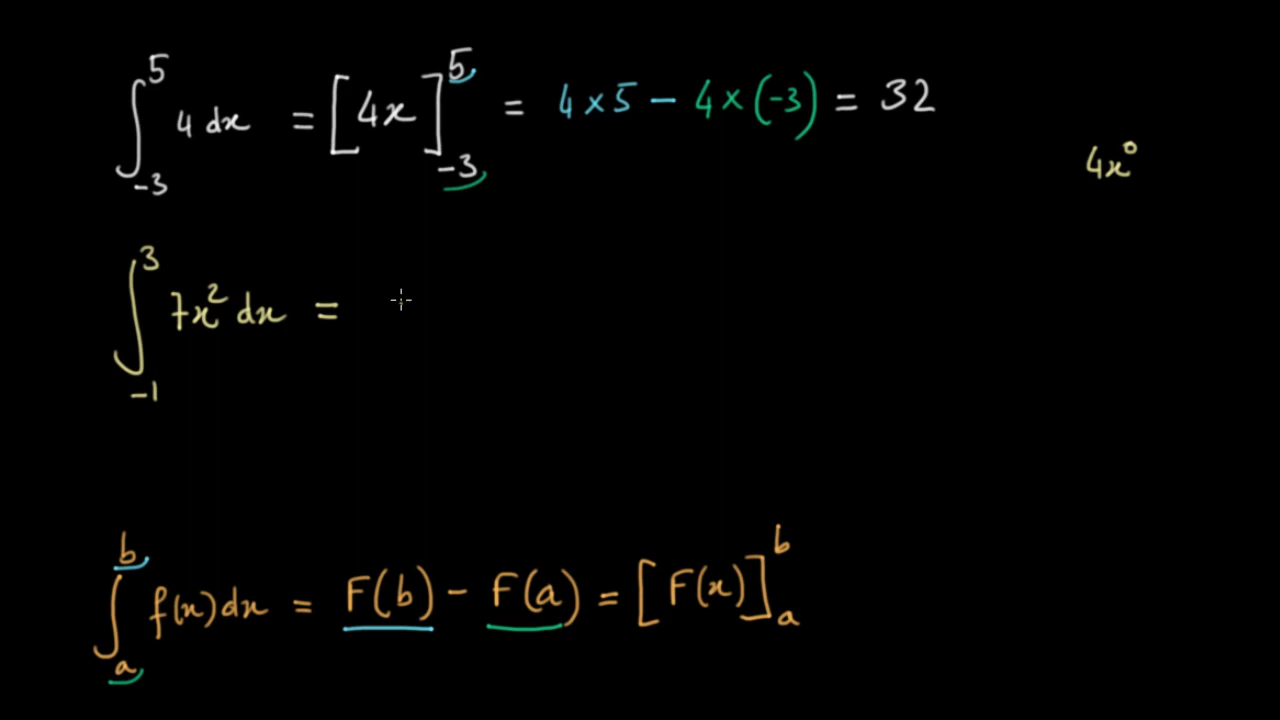 ∫₋₃⁵ 4 dx = [4x]₋₃⁵ = 4 × 5 − 4 × (-3) = 32
4x⁰
∫₋₁³ 7x² dx =
∫ₐᵇ f(x) dx = F(b) − F(a) = [F(x)]ₐᵇ